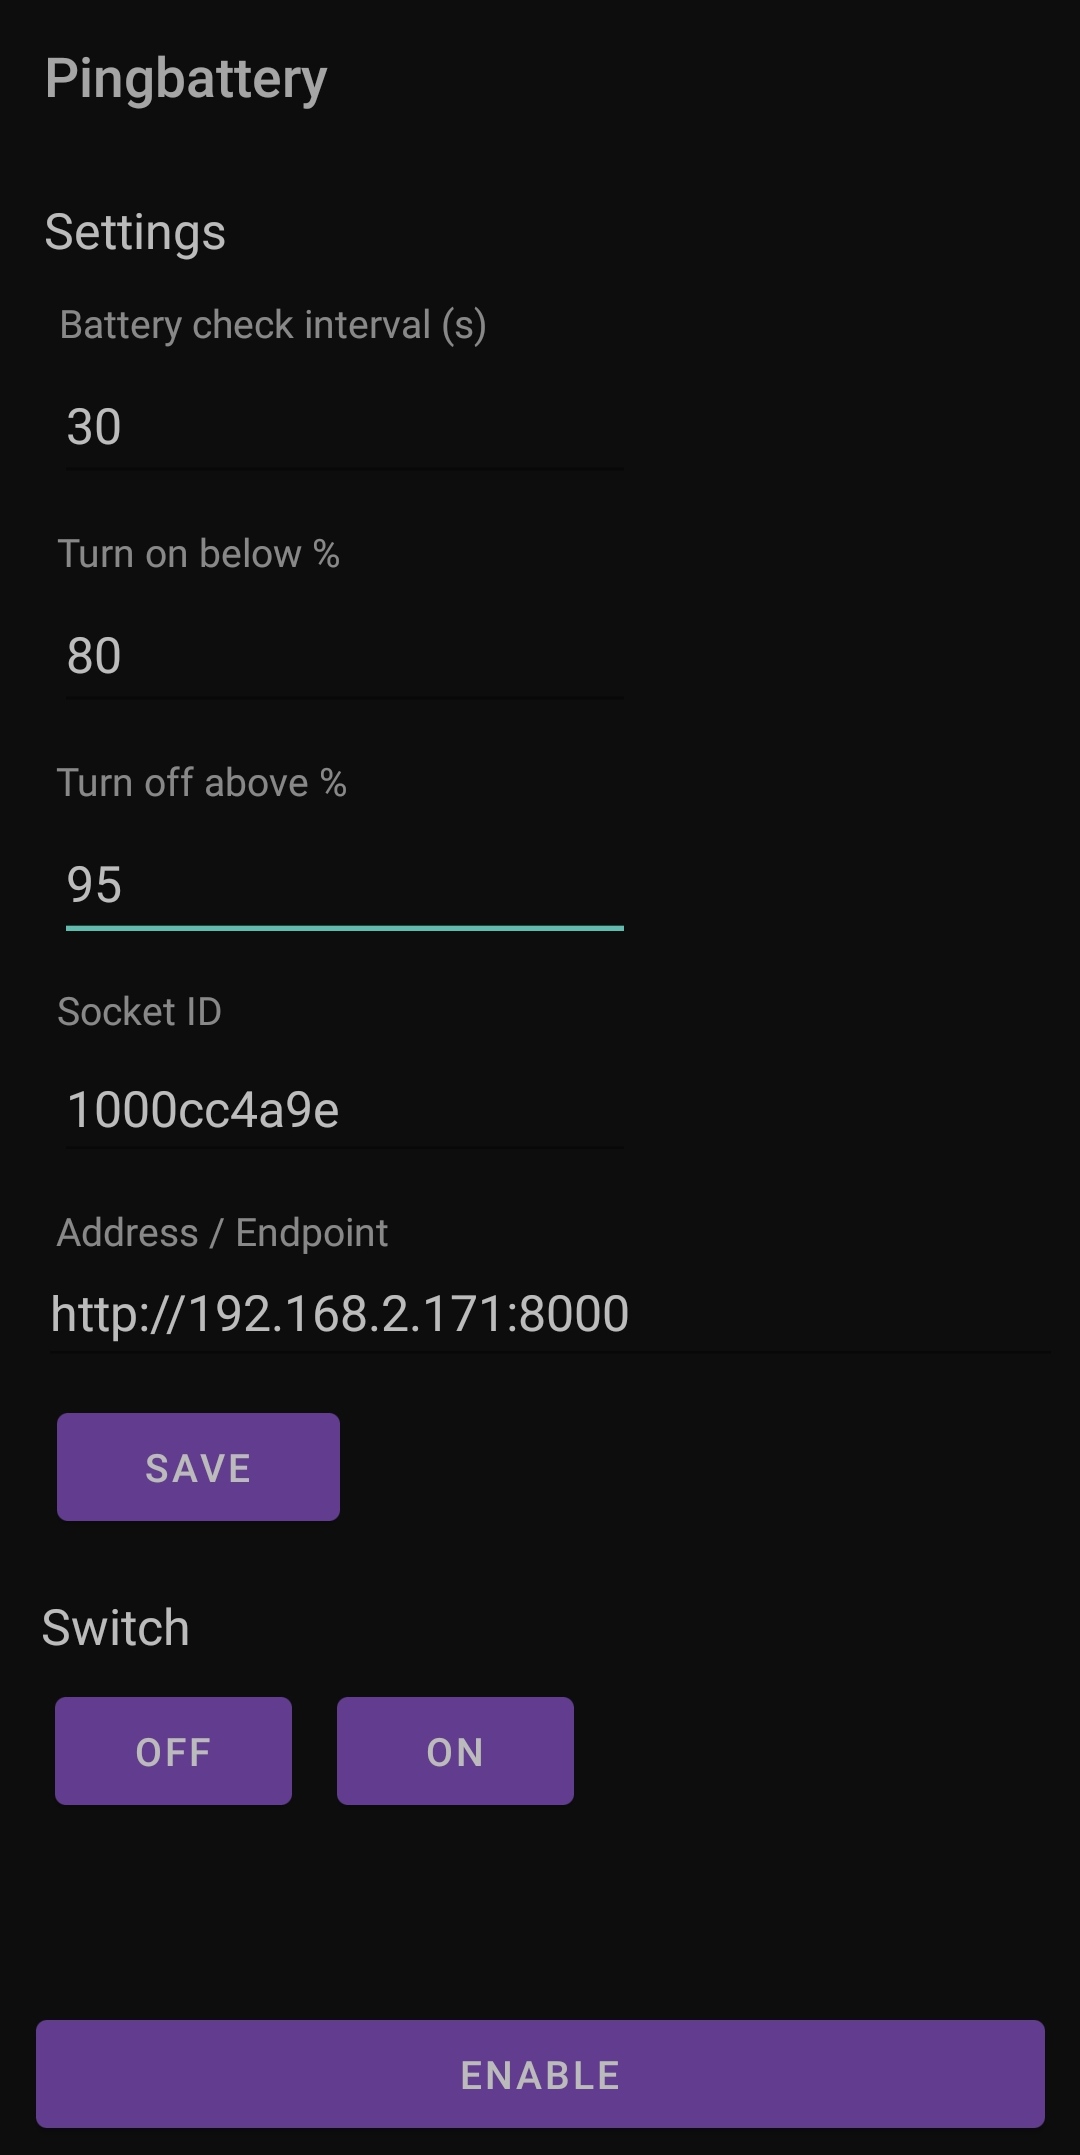 Pingbattery
Settings
Battery check interval (s)
30
Turn on below %
80
Turn off above %
95
Socket ID
1000cc4a9e
Address / Endpoint
http://192.168.2.171:8000
SAVE
Switch
OFF ON
ENABLE